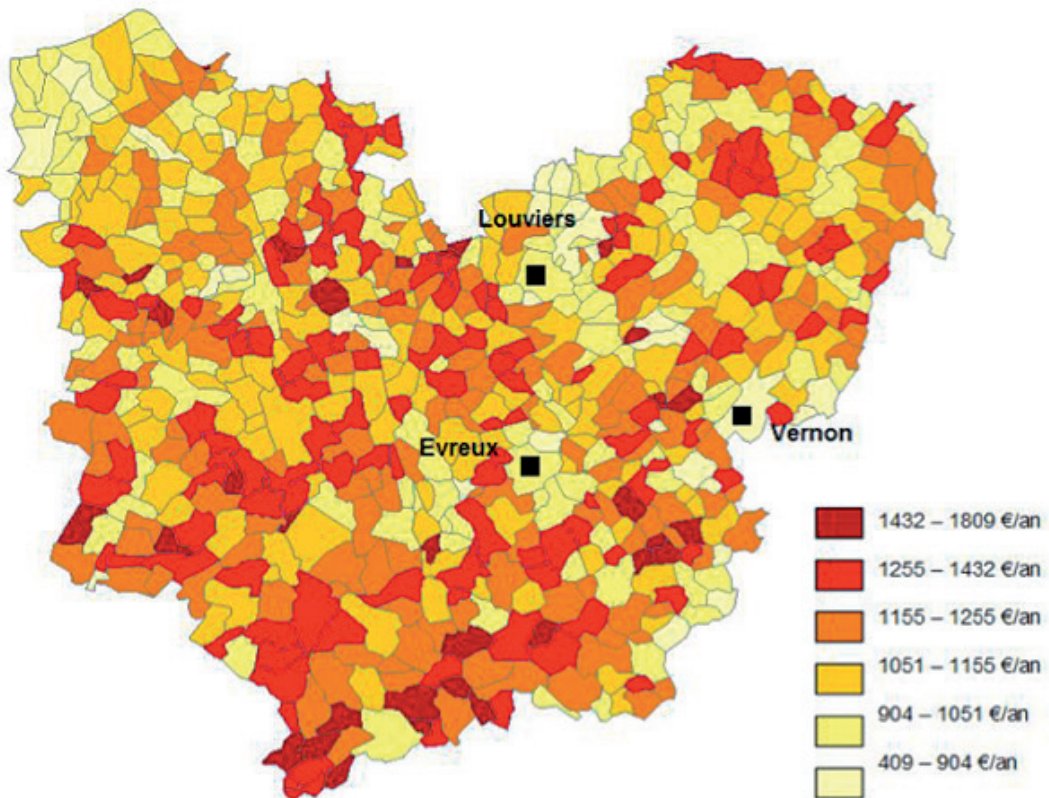 Louviers
Evreux
Vernon
1432 – 1809 €/an
1255 – 1432 €/an
1155 – 1255 €/an
1051 – 1155 €/an
904 – 1051 €/an
409 – 904 €/an